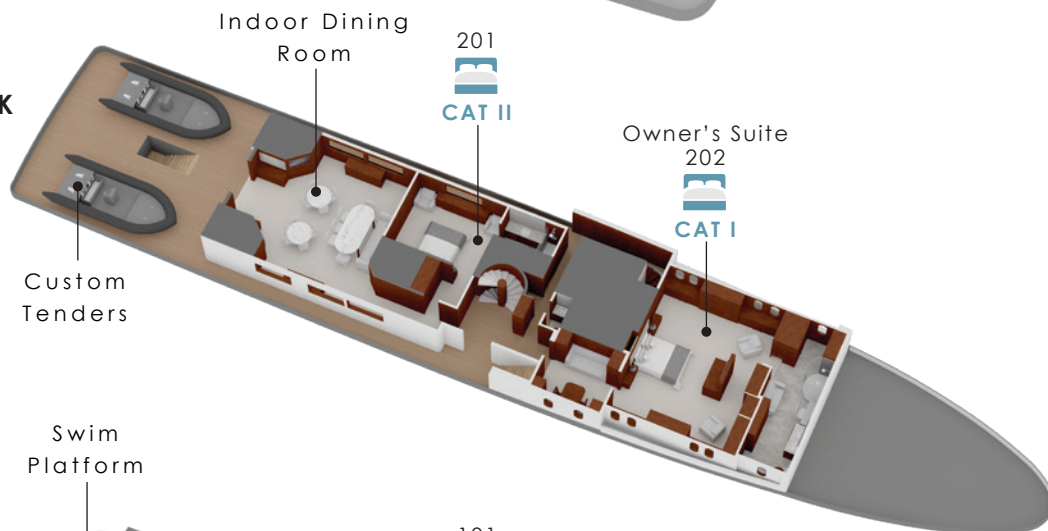 Indoor Dining
Room
201
CAT II
K
Owner's Suite
202
CAT I
Custom
Tenders
Swim
Platform